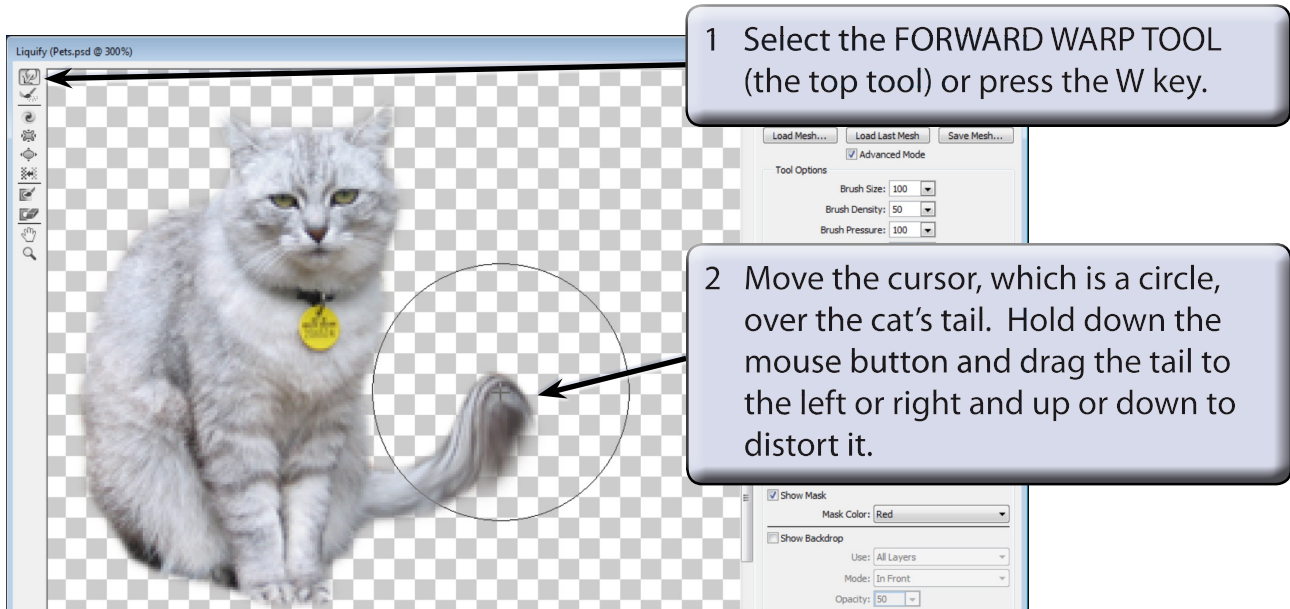 Liquify (Pets.psd @ 300%)
1 Select the FORWARD WARP TOOL
(the top tool) or press the W key.
Load Mesh... Load Last Mesh Save Mesh...
Advanced Mode
Tool Options
Brush Size: 100
Brush Density: 50
Brush Pressure: 100
2 Move the cursor, which is a circle,
over the cat’s tail. Hold down the
mouse button and drag the tail to
the left or right and up or down to
distort it.
Show Mask
Mask Color: Red
Show Backdrop
Use: All Layers
Mode: In Front
Opacity: 50